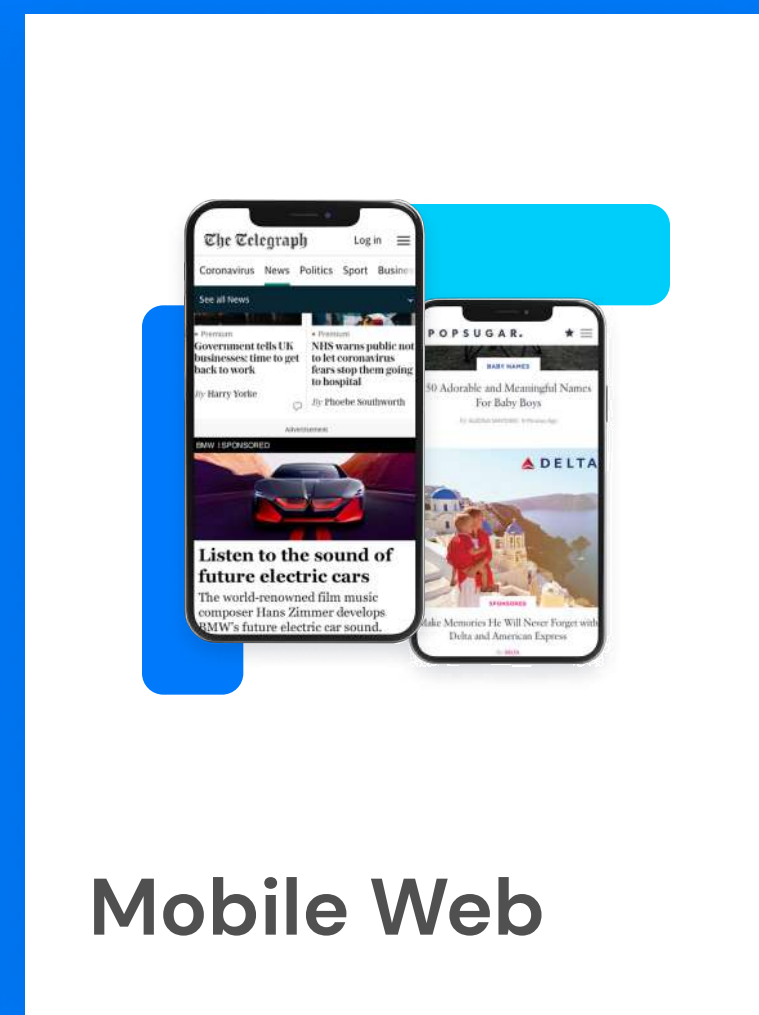 The Telegraph
Log in
Coronavirus News Politics Sport Busines
See all News
Premium
Government tells UK
businesses: time to get
back to work
By Harry Yorke
Premium
NHS warns public not
to let coronavirus
fears stop them going
to hospital
By Phoebe Southworth
Advertisement
BMW | SPONSORED
Listen to the sound of
future electric cars
The world-renowned film music
composer Hans Zimmer develops
BMW's future electric car sound.
POPSUGAR.
BABY NAMES
50 Adorable and Meaningful Names
For Baby Boys
DELTA
SPONSORED
Make Memories He Will Never Forget with
Delta and American Express
by DELTA
Mobile Web